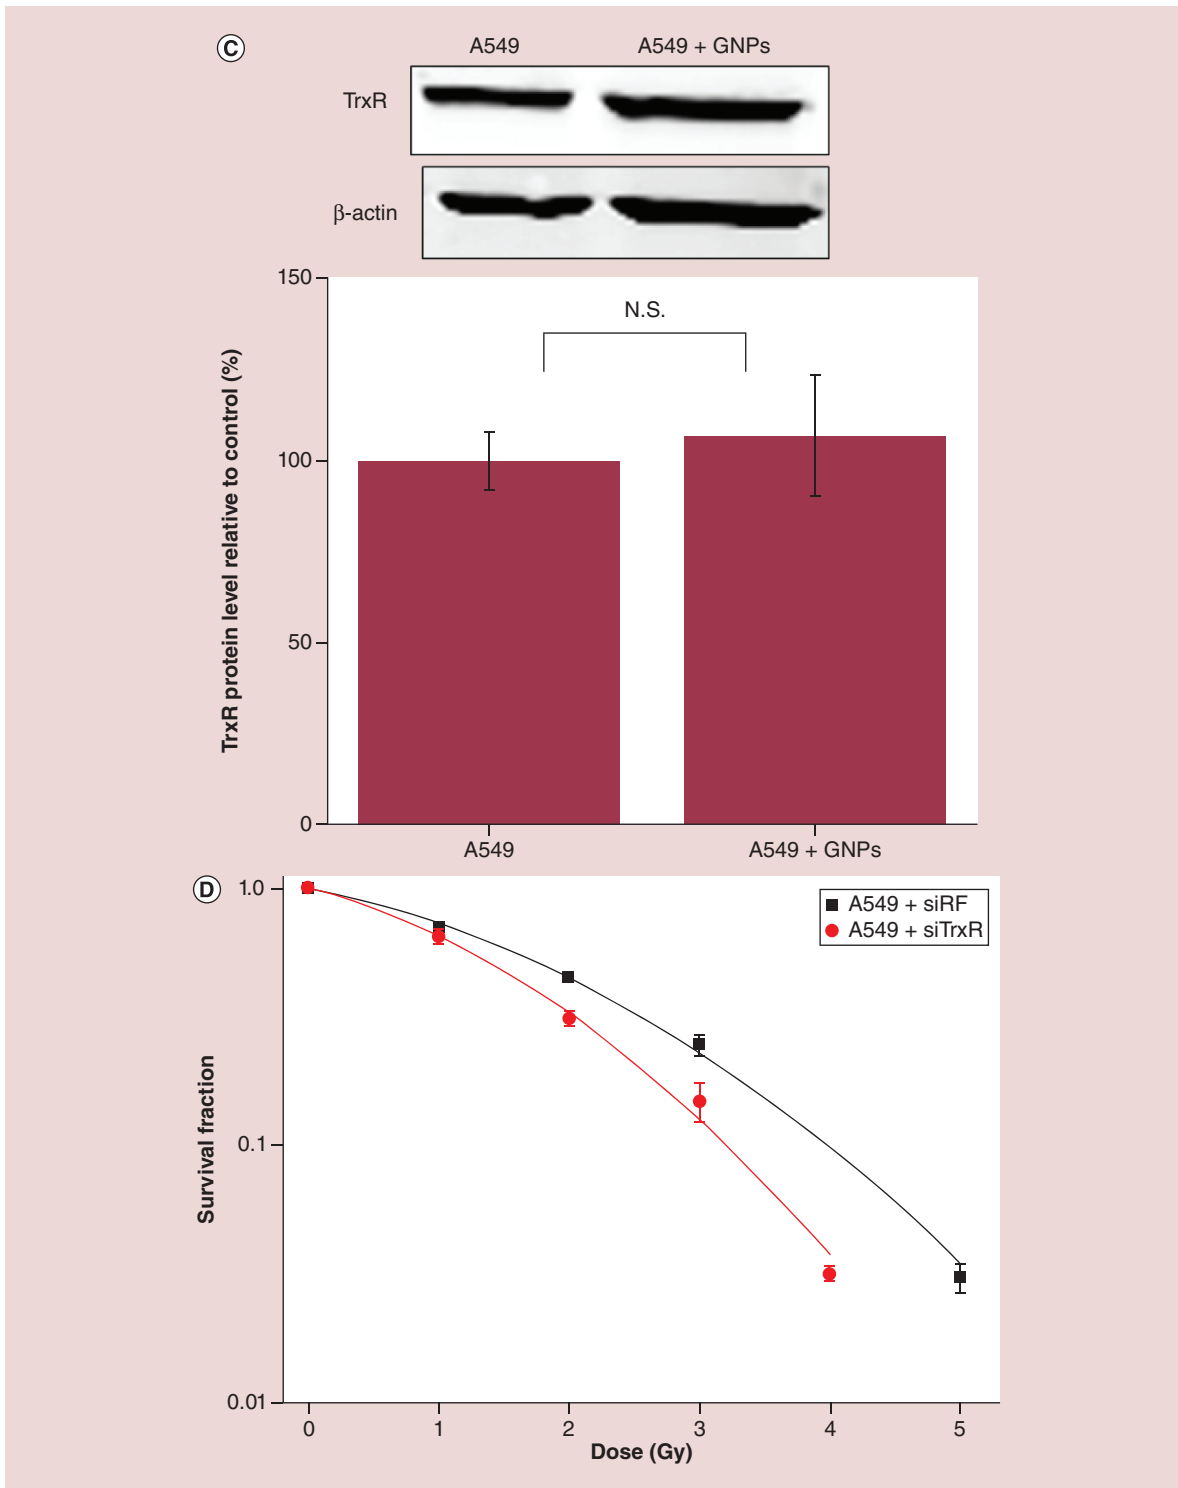 C
A549 A549 + GNPs
TrxR
β-actin
TrxR protein level relative to control (%)
150
100
50
0
N.S.
A549 A549 + GNPs
D
Survival fraction
1.0
0.1
0.01
A549 + siRF
A549 + siTrxR
0 1 2 3 4 5
Dose (Gy)